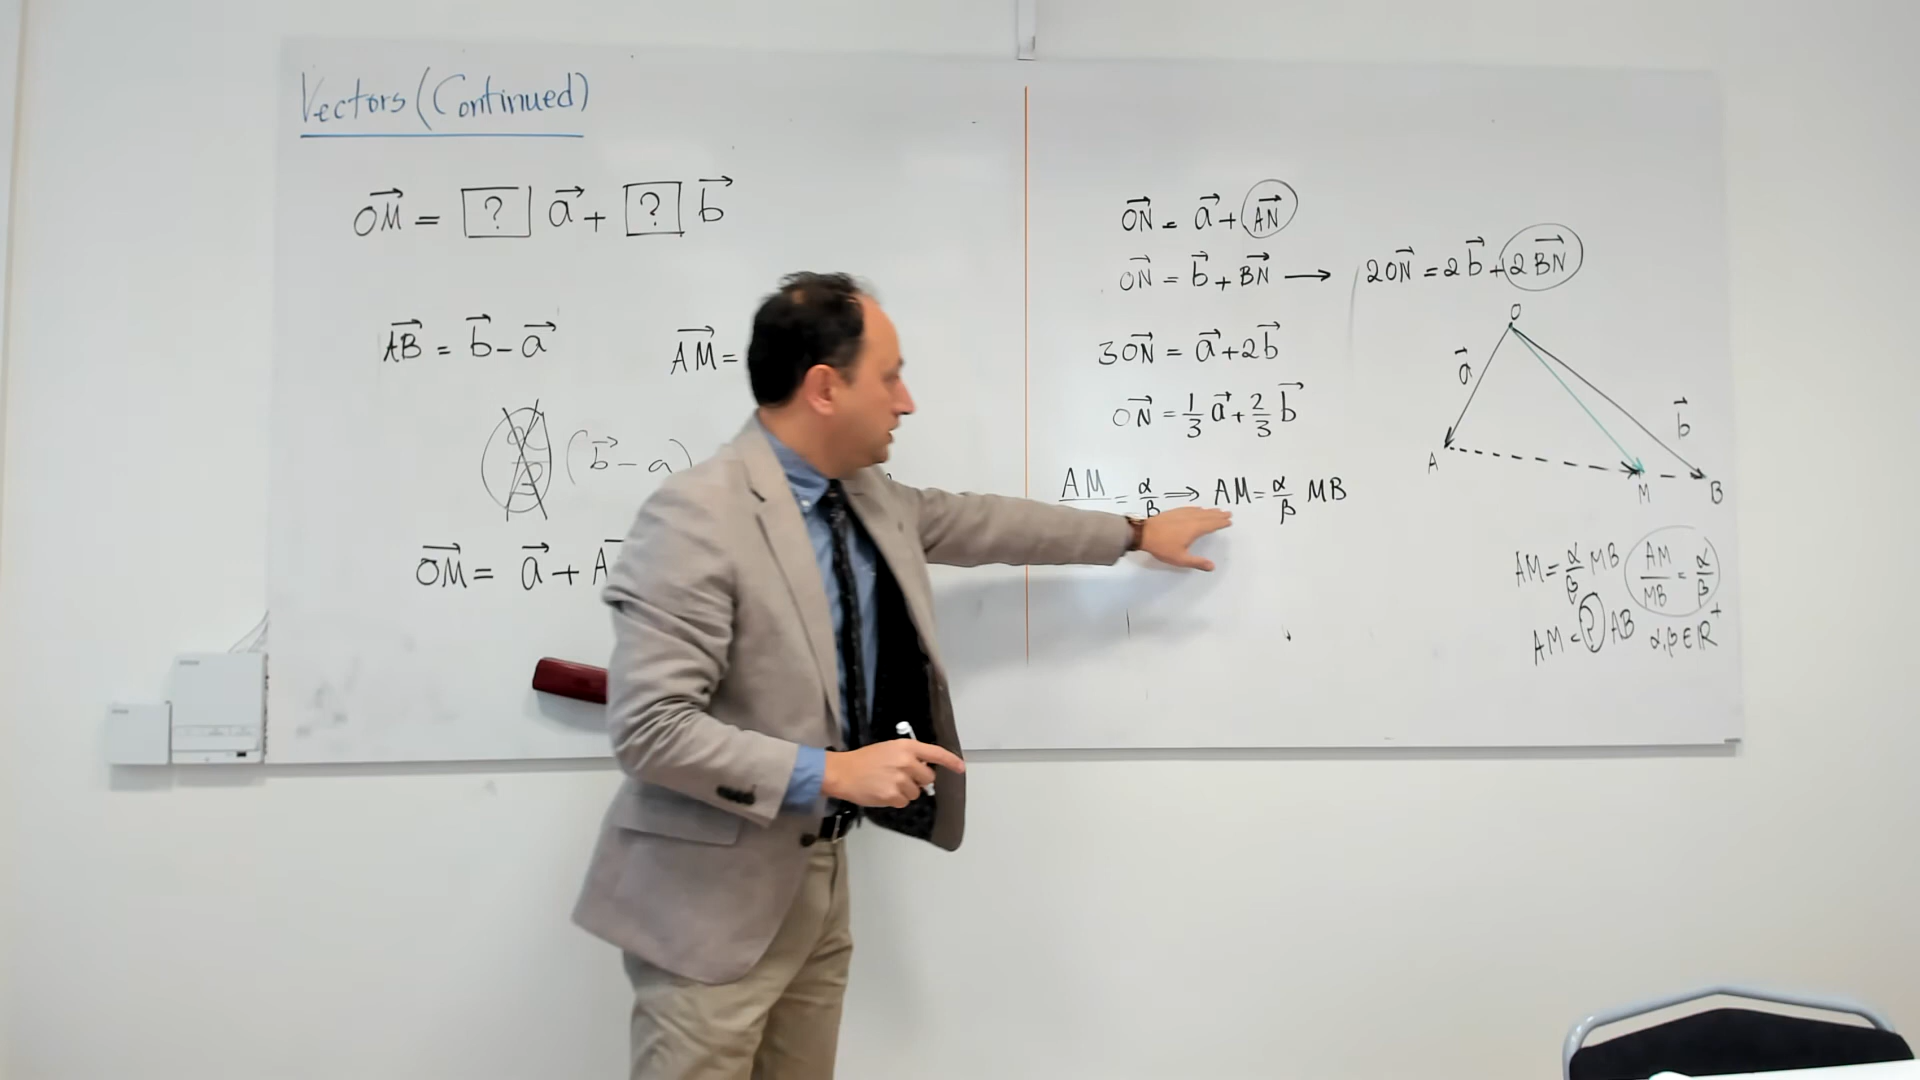 Vectors (Continued)
OM = ? a + ? b
AB = b - a
AM =
(b - a)
OM = a + A
ON = a + AN
ON = b + BN → 2ON = 2b + 2BN
3ON = a + 2b
ON = 1/3 a + 2/3 b
AM = α/β ⇒ AM = α/β MB
O
a
b
A
M
B
AM = α/β MB AM/MB = α/β
AM = ? AB α, β ∈ ℝ⁺